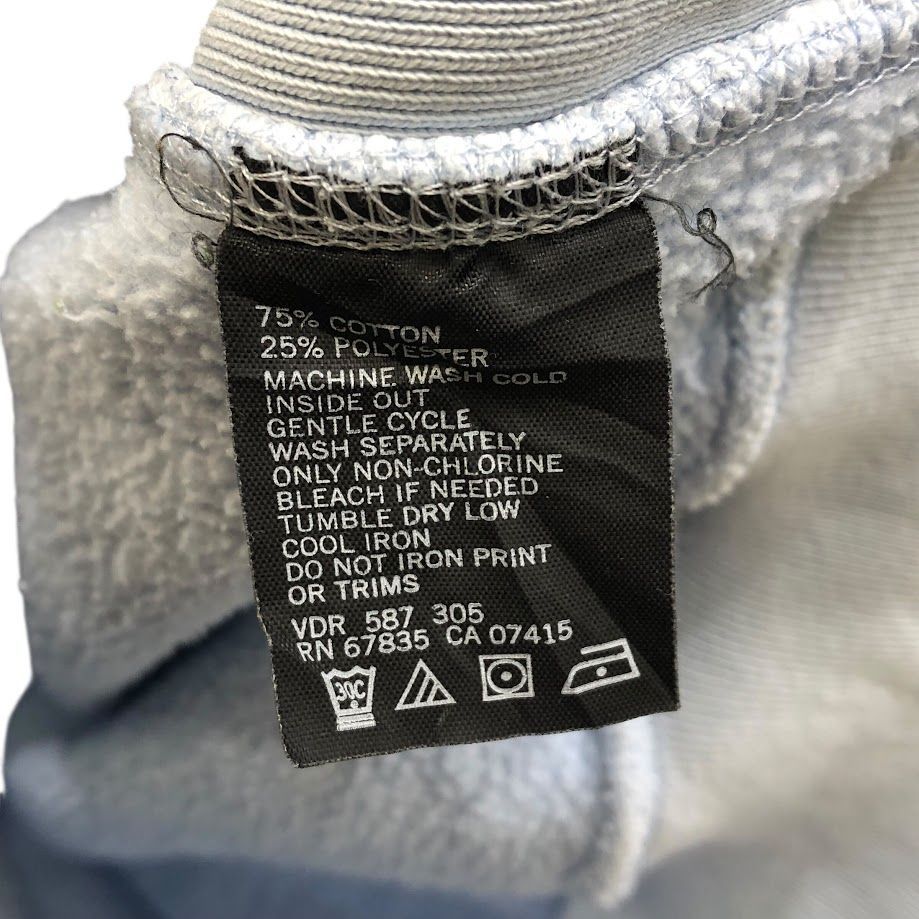 75% COTTON
25% POLYESTER
MACHINE WASH COLD
INSIDE OUT
GENTLE CYCLE
WASH SEPARATELY
ONLY NON-CHLORINE
BLEACH IF NEEDED
TUMBLE DRY LOW
COOL IRON
DO NOT IRON PRINT
OR TRIMS
VDR 587 305
RN 67835 CA 07415
30C